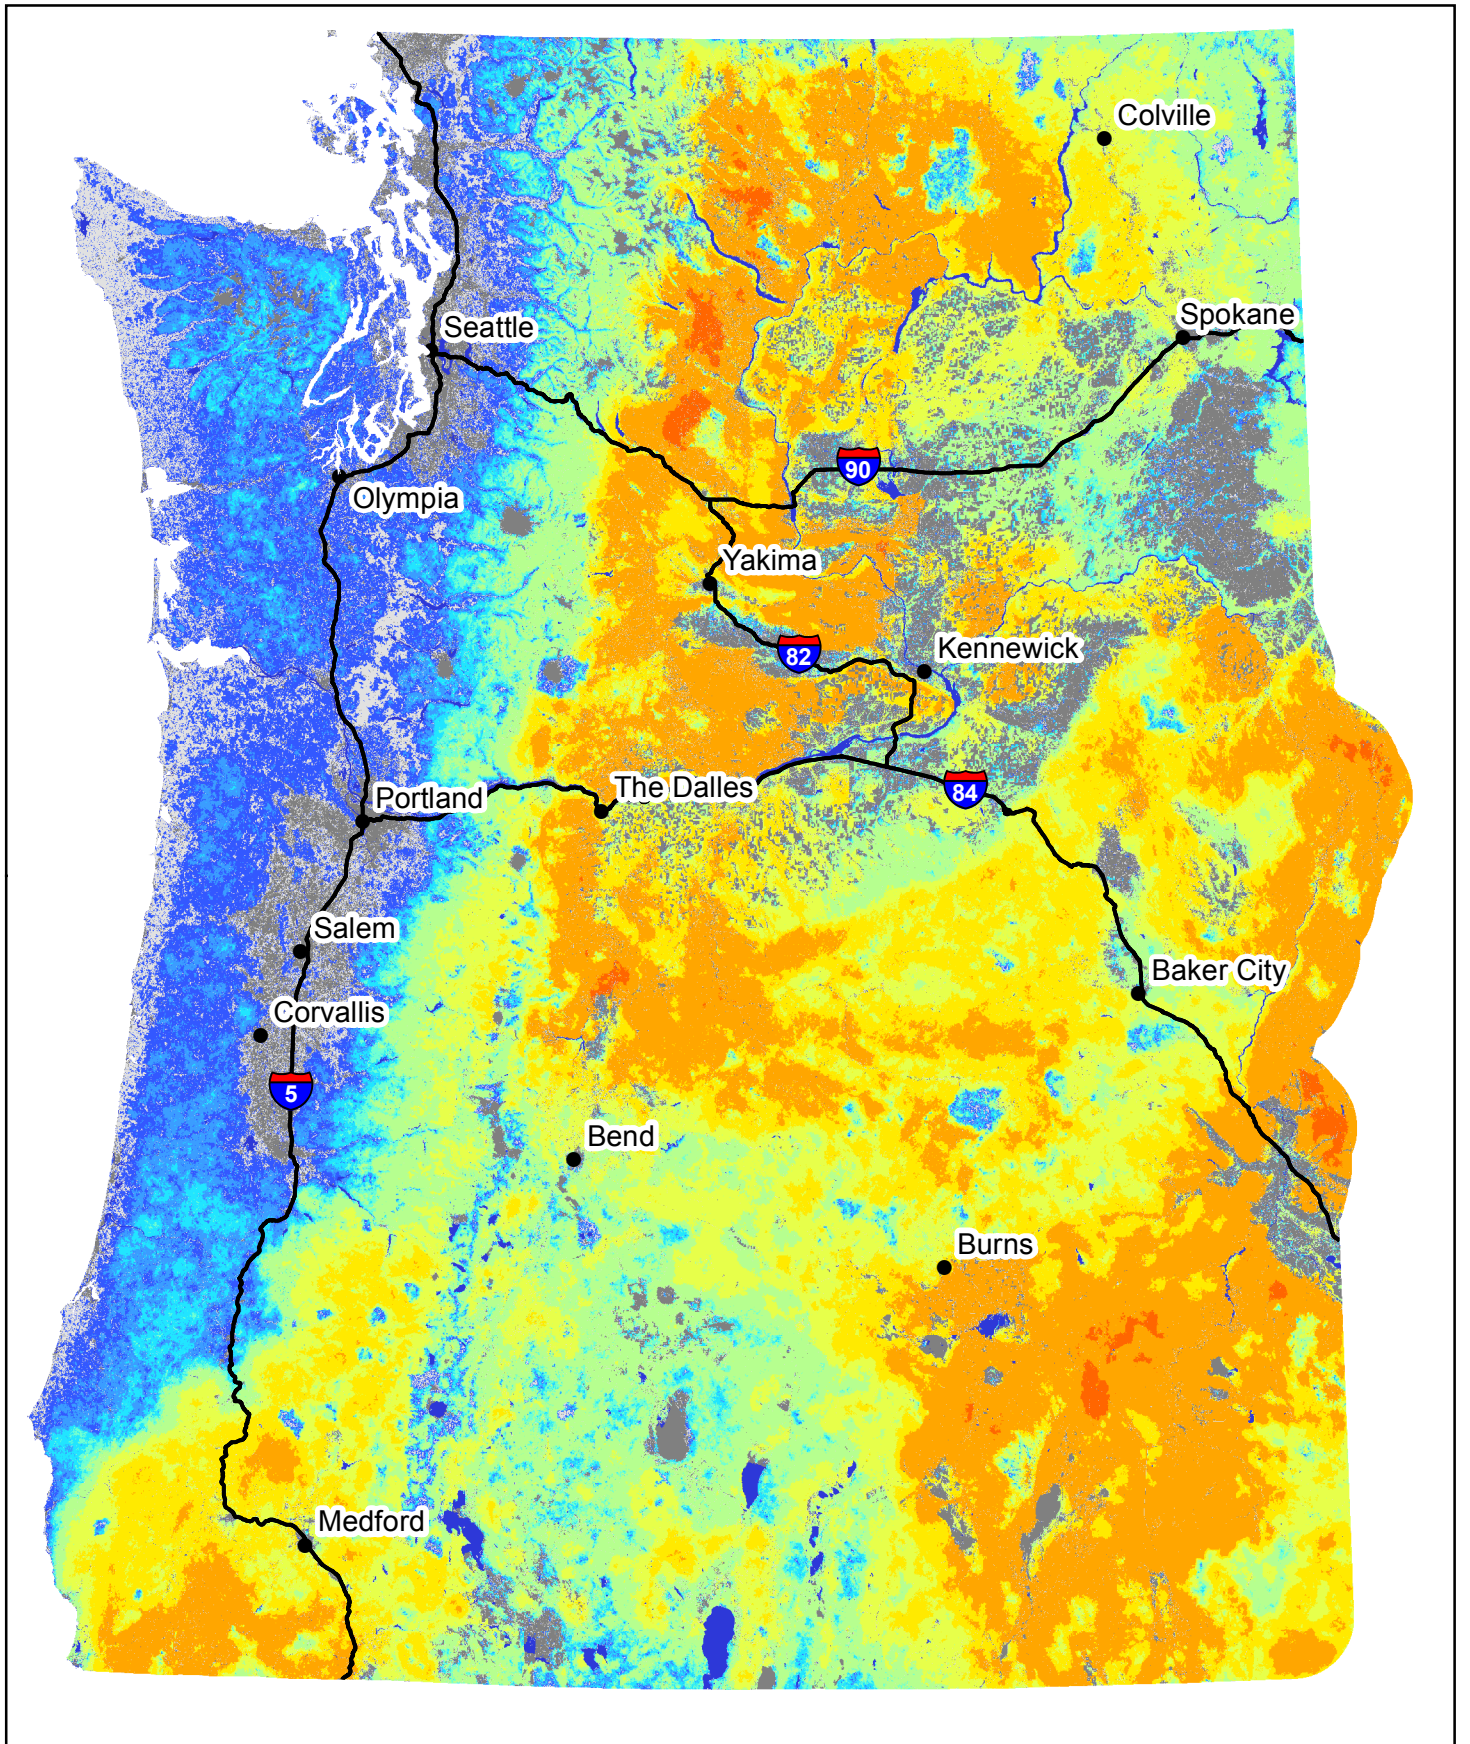 Colville
Spokane
Seattle
90
Olympia
Yakima
82
Kennewick
The Dalles
84
Portland
Salem
Baker City
Corvallis
5
Bend
Burns
Medford